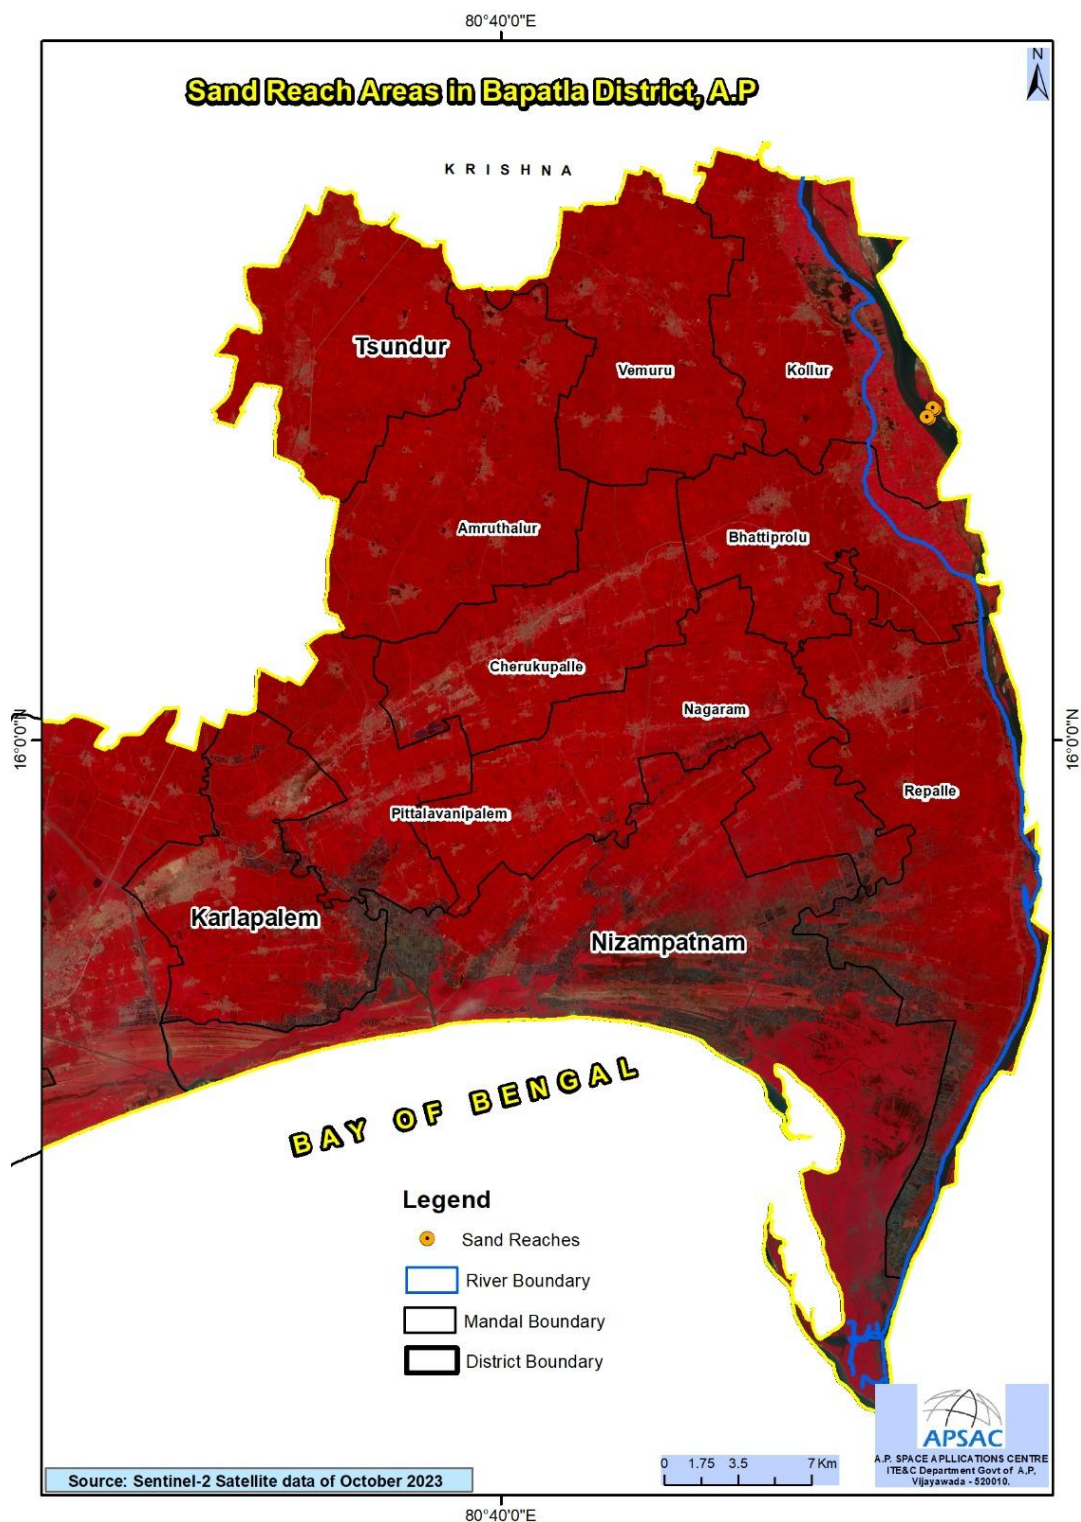 80°40'0"E
N
Sand Reach Areas in Bapatla District, A.P
K R I S H N A
Tsundur
Vemuru
Kollur
Amruthalur
Bhattiprolu
Cherukupalle
Nagaram
16°0'0"N
16°0'0"N
Repalle
Pittalavanipalem
Karlapalem
Nizampatnam
BAY OF BENGAL
Legend
Sand Reaches
River Boundary
Mandal Boundary
District Boundary
APSAC
A.P. SPACE APLLICATIONS CENTRE
ITE&C Department Govt of A.P,
Vijayawada - 520010.
0 1.75 3.5 7 Km
Source: Sentinel-2 Satellite data of October 2023
80°40'0"E